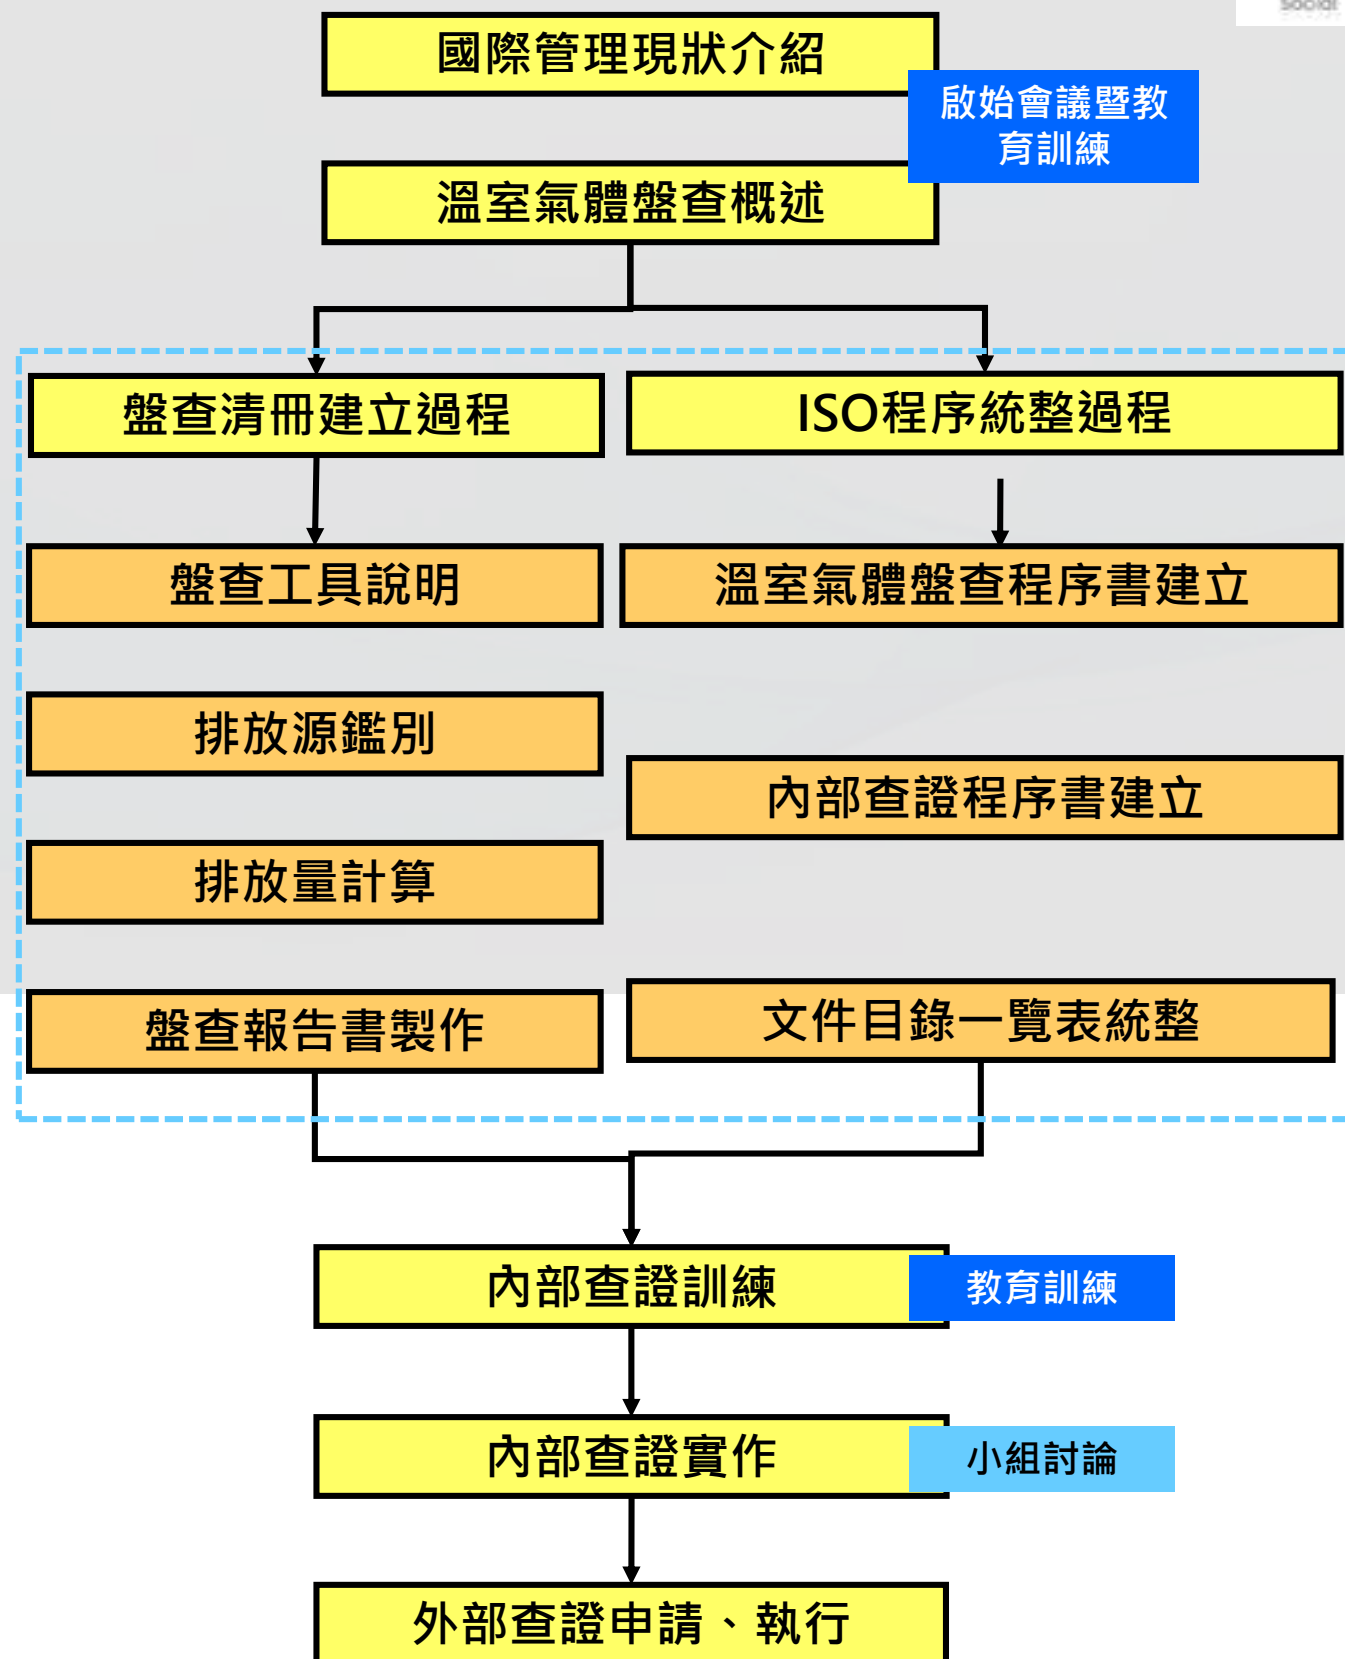 Social
國際管理現狀介紹
啟始會議暨教
育訓練
溫室氣體盤查概述
盤查清冊建立過程
ISO程序統整過程
盤查工具說明
溫室氣體盤查程序書建立
排放源鑑別
內部查證程序書建立
排放量計算
盤查報告書製作
文件目錄一覽表統整
內部查證訓練
教育訓練
內部查證實作
小組討論
外部查證申請、執行